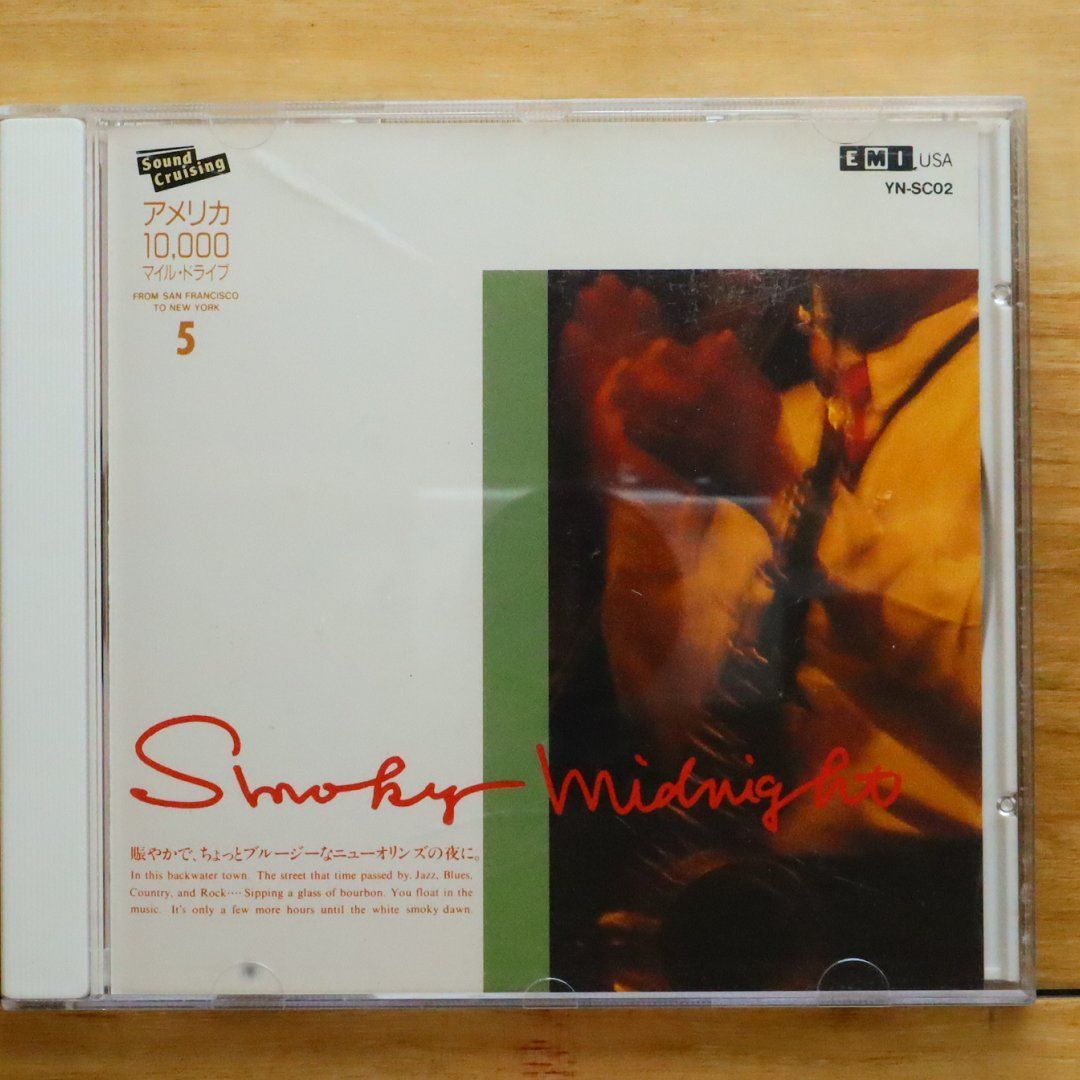 Sound
Cruising
アメリカ
10,000
マイル・ドライブ
FROM SAN FRANCISCO
TO NEW YORK
5
EMI USA
YN-SC02
Smoky Midnight
賑やかで、ちょっとブルージーなニューオリンズの夜に。
In this backwater town. The street that time passed by. Jazz, Blues,
Country, and Rock‥‥ Sipping a glass of bourbon. You float in the
music. It's only a few more hours until the white smoky dawn.